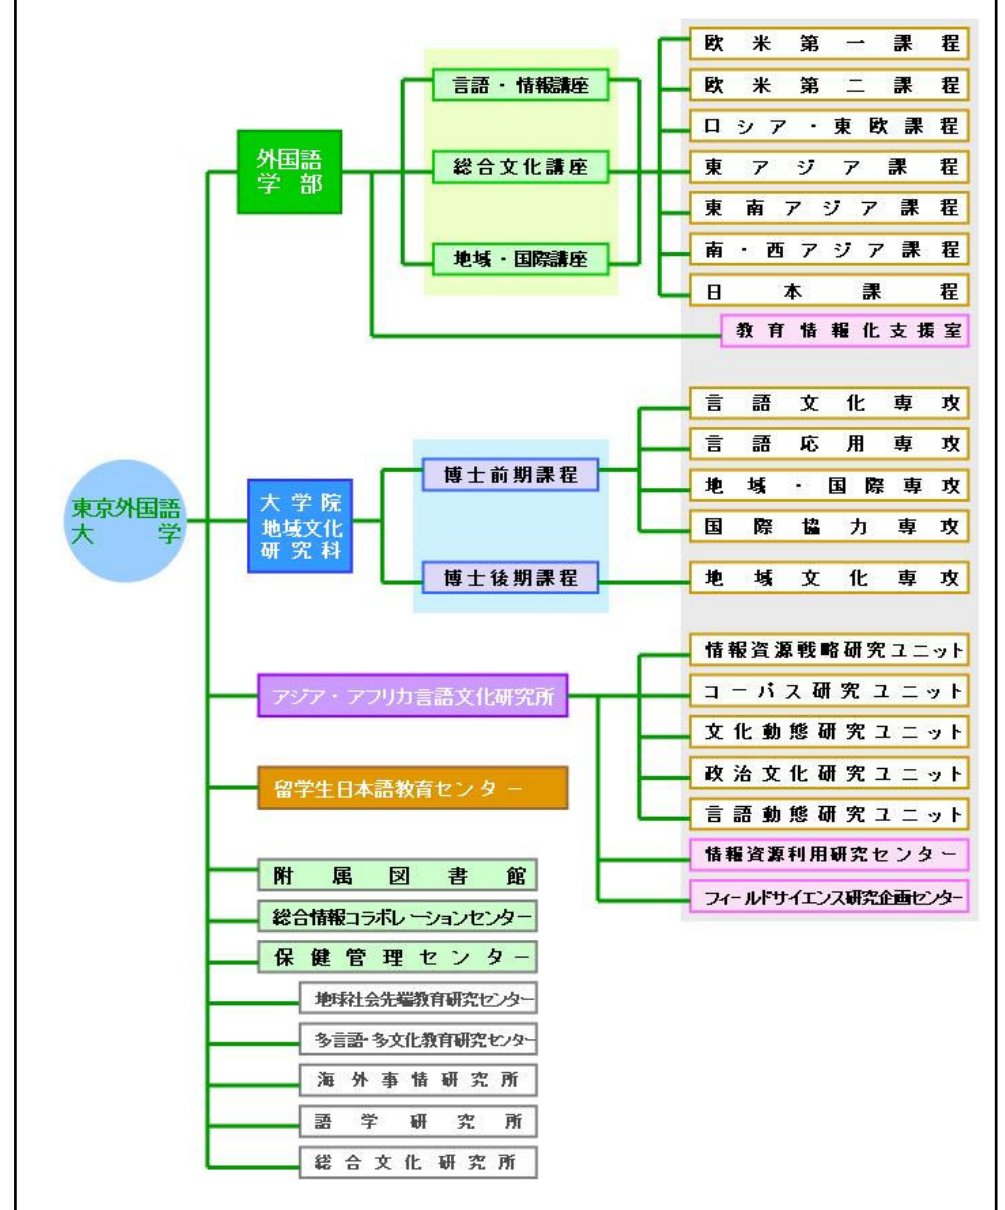 東京外国語
大学
外国語
学部
言語・情報講座
総合文化講座
地域・国際講座
欧米第一課程
欧米第二課程
ロシア・東欧課程
東アジア課程
東南アジア課程
南・西アジア課程
日本課程
教育情報化支援室
大学院
地域文化
研究科
博士前期課程
言語文化専攻
言語応用専攻
地域・国際専攻
国際協力専攻
博士後期課程
地域文化専攻
アジア・アフリカ言語文化研究所
情報資源戦略研究ユニット
コーパス研究ユニット
文化動態研究ユニット
政治文化研究ユニット
言語動態研究ユニット
情報資源利用研究センター
フィールドサイエンス研究企画センター
留学生日本語教育センター
附属図書館
総合情報コラボレーションセンター
保健管理センター
地球社会先端教育研究センター
多言語・多文化教育研究センター
海外事情研究所
語学研究所
総合文化研究所